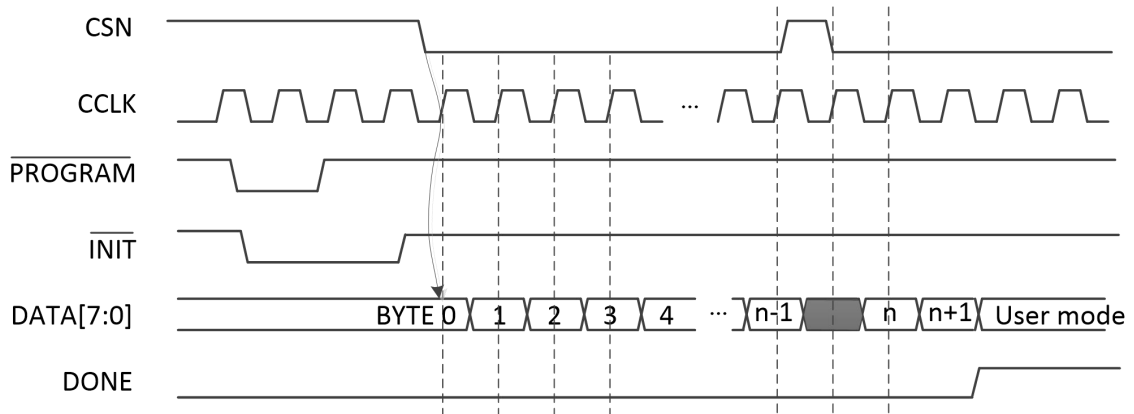 CSN
CCLK
...
PROGRAM
INIT
DATA[7:0] BYTE 0 1 2 3 4 ... n-1 n n+1 User mode
DONE